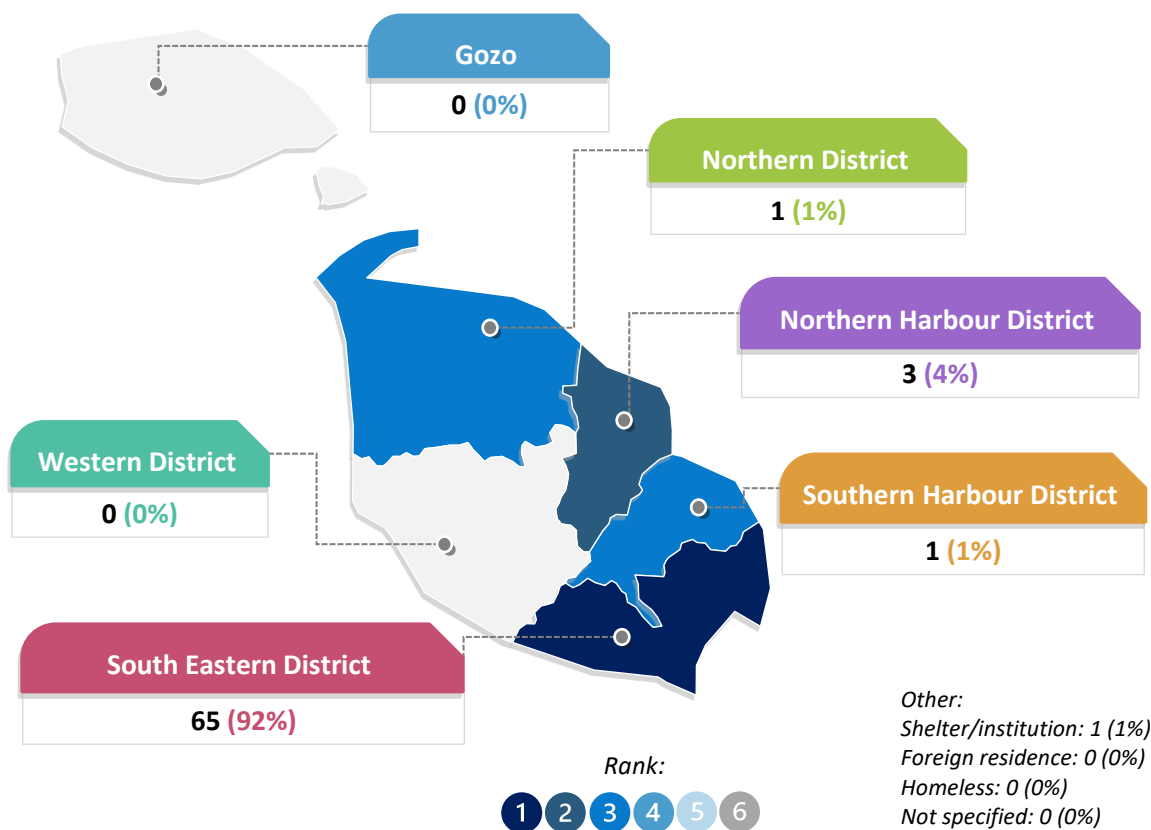 Gozo
0 (0%)
Northern District
1 (1%)
Northern Harbour District
3 (4%)
Western District
0 (0%)
Southern Harbour District
1 (1%)
South Eastern District
65 (92%)
Other:
Shelter/institution: 1 (1%)
Foreign residence: 0 (0%)
Homeless: 0 (0%)
Not specified: 0 (0%)
Rank:
1 2 3 4 5 6